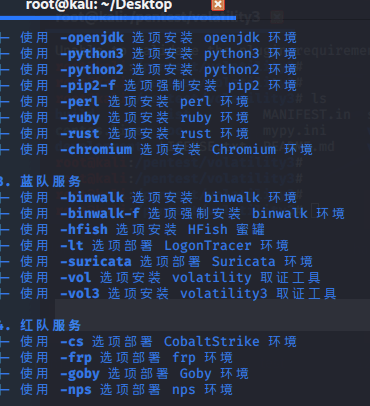 root@kali: ~/Desktop
├ 使用 -openjdk 选项安装 openjdk 环境
├ 使用 -python3 选项安装 python3 环境
├ 使用 -python2 选项安装 python2 环境
├ 使用 -pip2-f 选项强制安装 pip2 环境
├ 使用 -perl 选项安装 perl 环境
├ 使用 -ruby 选项安装 ruby 环境
├ 使用 -rust 选项安装 rust 环境
├ 使用 -chromium 选项安装 Chromium 环境
3. 蓝队服务
├ 使用 -binwalk 选项安装 binwalk 环境
├ 使用 -binwalk-f 选项强制安装 binwalk 环境
├ 使用 -hfish 选项安装 HFish 蜜罐
├ 使用 -lt 选项部署 LogonTracer 环境
├ 使用 -suricata 选项部署 Suricata 环境
├ 使用 -vol 选项安装 volatility 取证工具
├ 使用 -vol3 选项安装 volatility3 取证工具
4. 红队服务
├ 使用 -cs 选项部署 CobaltStrike 环境
├ 使用 -frp 选项部署 frp 环境
├ 使用 -goby 选项部署 Goby 环境
├ 使用 -nps 选项部署 nps 环境